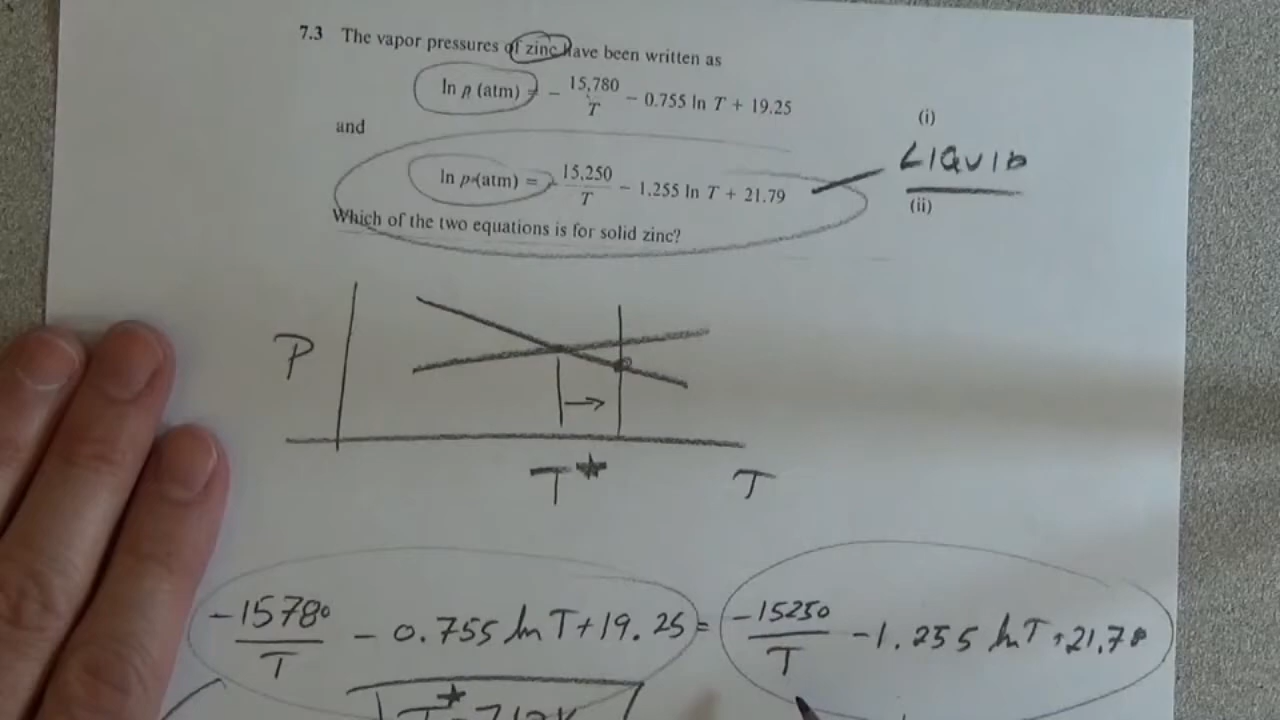 7.3 The vapor pressures of zinc have been written as
ln p (atm) = - 15,780 / T - 0.755 ln T + 19.25 (i)
and
LIQUID
ln p (atm) = - 15,250 / T - 1.255 ln T + 21.79 (ii)
Which of the two equations is for solid zinc?
P
T* T
-15780 / T - 0.755 ln T + 19.25 = -15250 / T - 1.255 ln T + 21.79